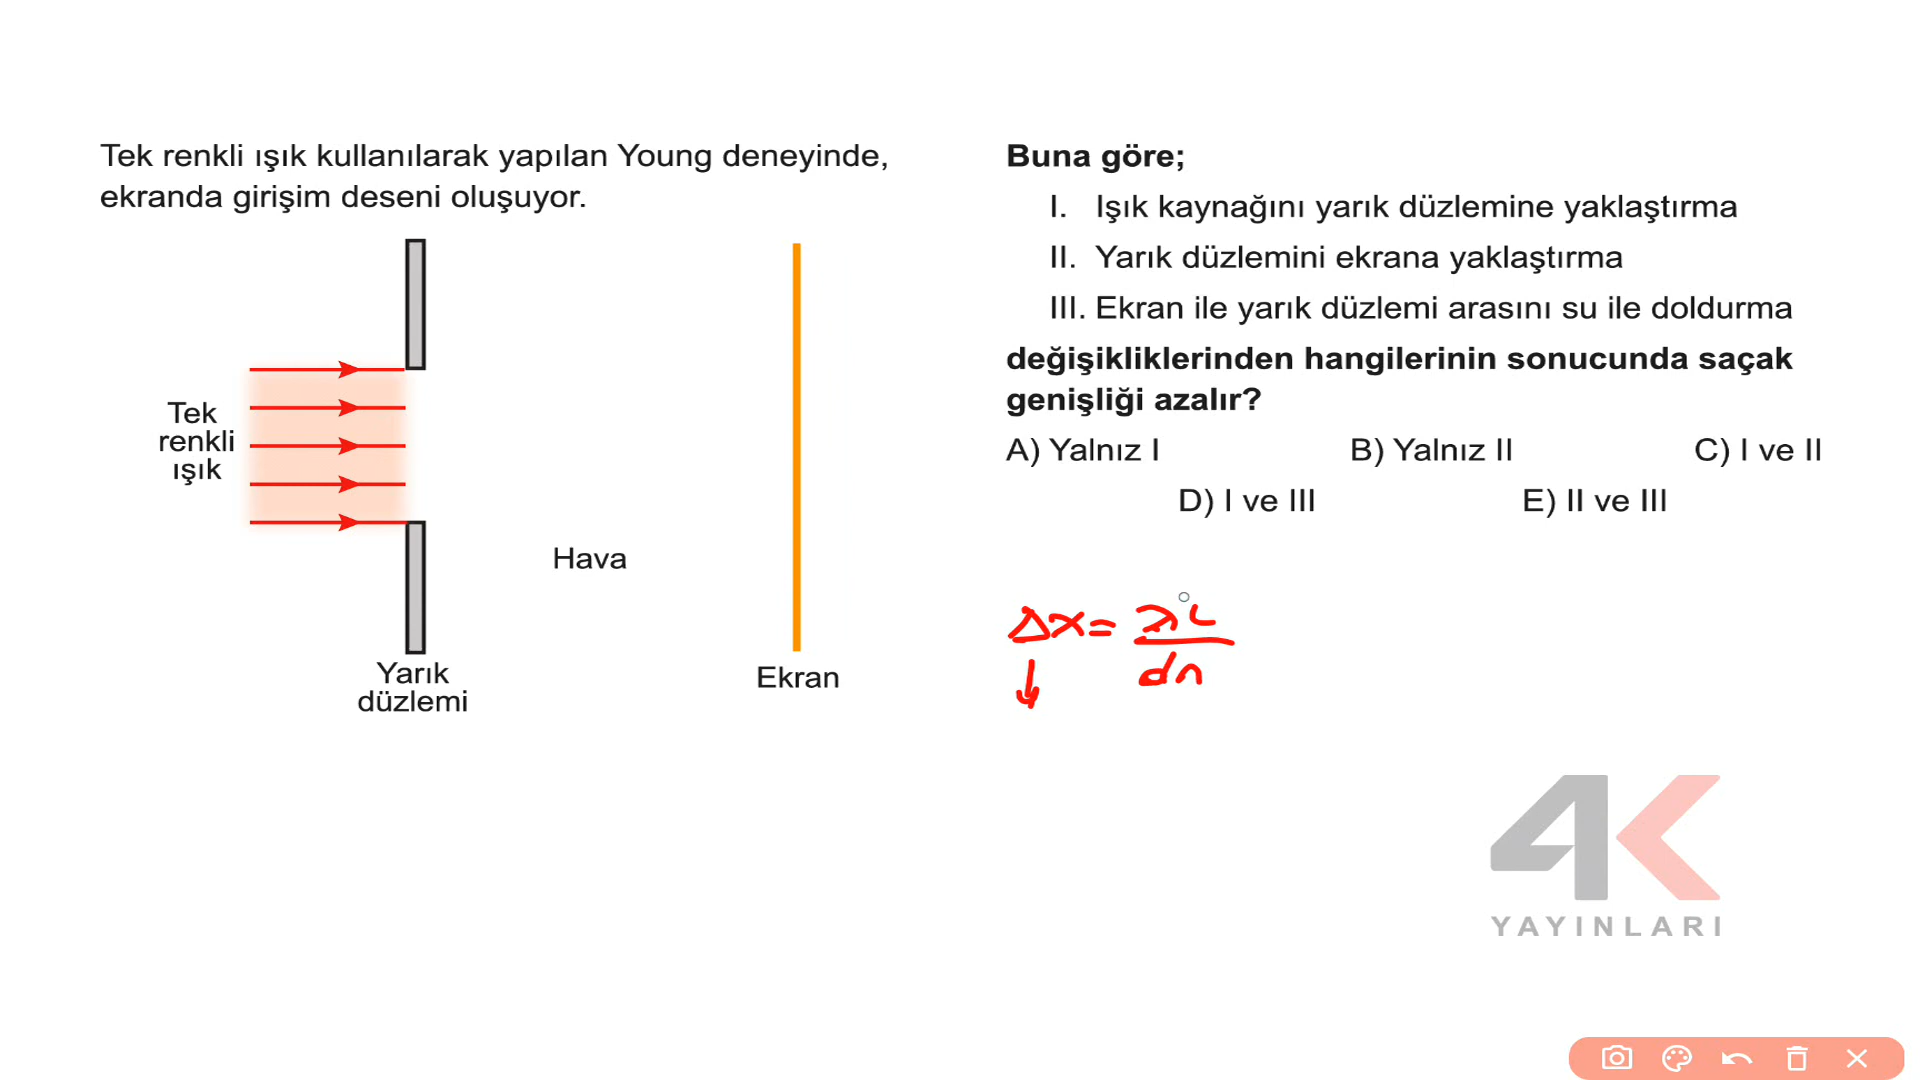 Tek renkli ışık kullanılarak yapılan Young deneyinde,
ekranda girişim deseni oluşuyor.
Tek
renkli
ışık
Hava
Yarık
düzlemi
Ekran
Buna göre;
I. Işık kaynağını yarık düzlemine yaklaştırma
II. Yarık düzlemini ekrana yaklaştırma
III. Ekran ile yarık düzlemi arasını su ile doldurma
değişikliklerinden hangilerinin sonucunda saçak
genişliği azalır?
A) Yalnız I B) Yalnız II C) I ve II
D) I ve III E) II ve III
Δx = λL
dn
4K
YAYINLARI